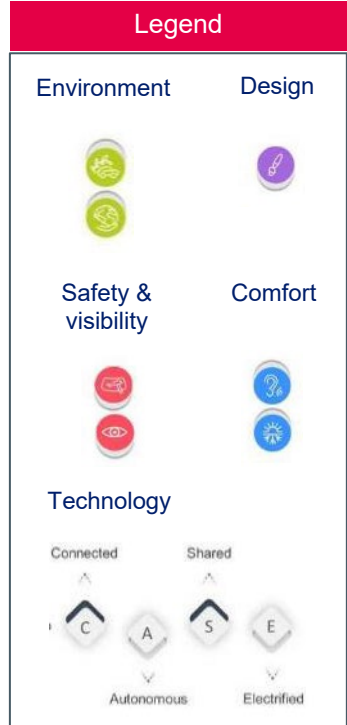 Legend
Environment
Design
Safety &
visibility
Comfort
Technology
Connected
Shared
C
A
S
E
Autonomous
Electrified